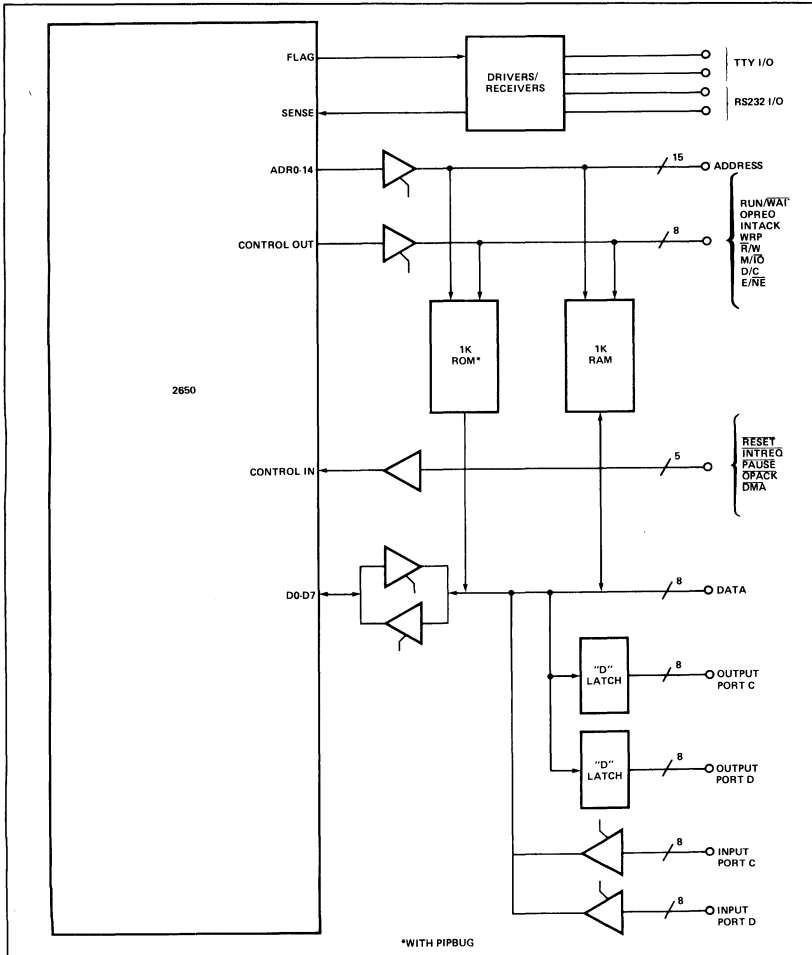 FLAG
DRIVERS/
RECEIVERS
TTY I/O
RS232 I/O
SENSE
ADR0-14
15
ADDRESS
CONTROL OUT
8
RUN/WAI
OPREO
INTACK
WRP
R/W
M/IO
D/C
E/NE
1K
ROM*
1K
RAM
2650
CONTROL IN
5
RESET
INTREQ
PAUSE
OPACK
DMA
D0-D7
8
DATA
"D"
LATCH
8
OUTPUT
PORT C
"D"
LATCH
8
OUTPUT
PORT D
8
INPUT
PORT C
8
INPUT
PORT D
*WITH PIPBUG